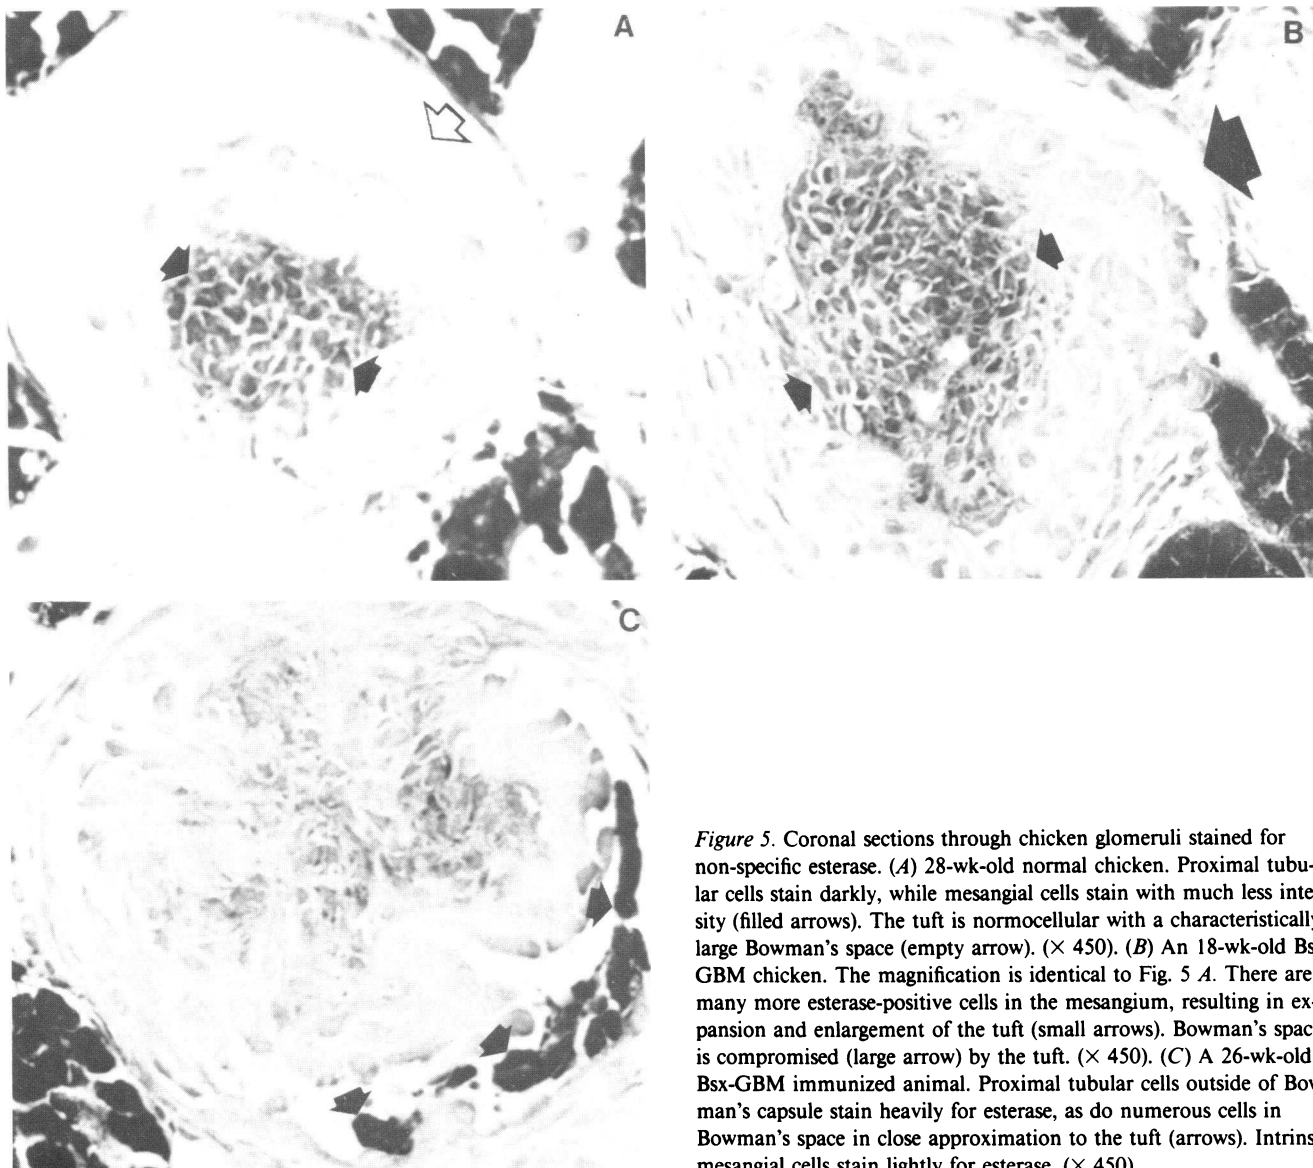 A
B
C
Figure 5. Coronal sections through chicken glomeruli stained for
non-specific esterase. (A) 28-wk-old normal chicken. Proximal tubu-
lar cells stain darkly, while mesangial cells stain with much less inte
sity (filled arrows). The tuft is normocellular with a characteristically
large Bowman's space (empty arrow). (× 450). (B) An 18-wk-old Bs
GBM chicken. The magnification is identical to Fig. 5 A. There are
many more esterase-positive cells in the mesangium, resulting in ex-
pansion and enlargement of the tuft (small arrows). Bowman's spac
is compromised (large arrow) by the tuft. (× 450). (C) A 26-wk-old
Bsx-GBM immunized animal. Proximal tubular cells outside of Bow
man's capsule stain heavily for esterase, as do numerous cells in
Bowman's space in close approximation to the tuft (arrows). Intrins
mesangial cells stain lightly for esterase. (× 450).